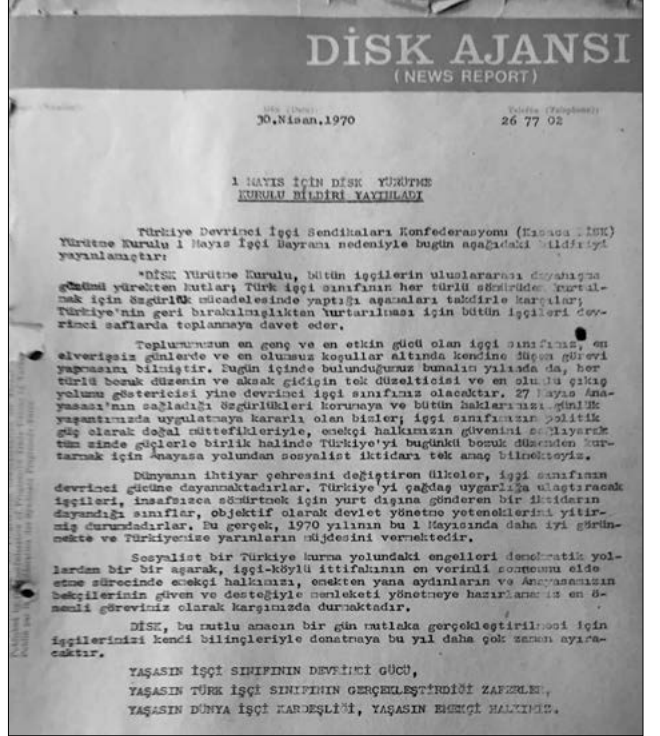 DİSK AJANSI
(NEWS REPORT)
30.Nisan.1970
26 77 02
1 MAYIS İÇİN DİSK YÜRÜTME
KURULU BİLDİRİ YAYINLADI
Türkiye Devrimci İşçi Sendikaları Konfederasyonu (Kısaca DİSK)
Yürütme Kurulu 1 Mayıs İşçi Bayramı nedeniyle bugün aşağıdaki bildiriyi
yayınlamıştır:
"DİSK Yürütme Kurulu, bütün işçilerin uluslararası dayanışma
gününü yürekten kutlar; Türk işçi sınıfının her türlü sömürüden kurtul-
mak için özgürlük mücadelesinde yaptığı aşamaları takdirle karşılar;
Türkiye'nin geri bırakılmışlıktan kurtarılması için bütün işçileri dev-
rimci saflarda toplanmaya davet eder.
Toplumumuzun en genç ve en etkin gücü olan işçi sınıfımız, en
elverişsiz günlerde ve en olumsuz koşullar altında kendine düşen görevi
yapmasını bilmiştir. Bugün içinde bulunduğumuz bunalım yılında da, her
türlü bozuk düzenin ve aksak gidişin tek düzelticisi ve en olumlu çıkış
yolunu göstericisi yine devrimci işçi sınıfımız olacaktır. 27 Mayıs Ana-
yasası'nın sağladığı özgürlükleri korumaya ve bütün haklarımızı günlük
yaşantımızda uygulatmaya kararlı olan bizler; işçi sınıfımızın politik
güç olarak doğal müttefikleriyle, emekçi halkımızın güvenini sağlıyarak
tüm zinde güçlerle birlik halinde Türkiye'yi bugünkü bozuk düzenden kur-
tarmak için Anayasa yolundan sosyalist iktidarı tek amaç bilmekteyiz.
Dünyanın ihtiyar çehresini değiştiren ülkeler, işçi sınıfının
devrimci gücüne dayanmaktadırlar. Türkiye'yi çağdaş uygarlığa ulaştıracak
işçileri, insafsızca sömürtmek için yurt dışına gönderen bir iktidarın
dayandığı sınıflar, objektif olarak devlet yönetme yeteneklerini yitir-
miş durumdadırlar. Bu gerçek, 1970 yılının bu 1 Mayısında daha iyi görün-
mekte ve Türkiyemize yarınların müjdesini vermektedir.
Sosyalist bir Türkiye kurma yolundaki engelleri demokratik yol-
lardan bir bir aşarak, işçi-köylü ittifakının en verimli sonucunu elde
etme sürecinde emekçi halkımızı, emekten yana aydınların ve Anayasamızın
bekçilerinin güven ve desteğiyle memleketi yönetmeye hazırlamamız en ö-
nemli görevimiz olarak karşımızda durmaktadır.
DİSK, bu mutlu amacın bir gün mutlaka gerçekleştirilmesi için
işçilerimizi kendi bilinçleriyle donatmaya bu yıl daha çok zaman ayıra-
caktır.
YAŞASIN İŞÇİ SINIFININ DEVRİMCİ GÜCÜ,
YAŞASIN TÜRK İŞÇİ SINIFININ GERÇEKLEŞTİRDİĞİ ZAFERLER,
YAŞASIN DÜNYA İŞÇİ KARDEŞLİĞİ, YAŞASIN EMEKÇİ HALKIMIZ.